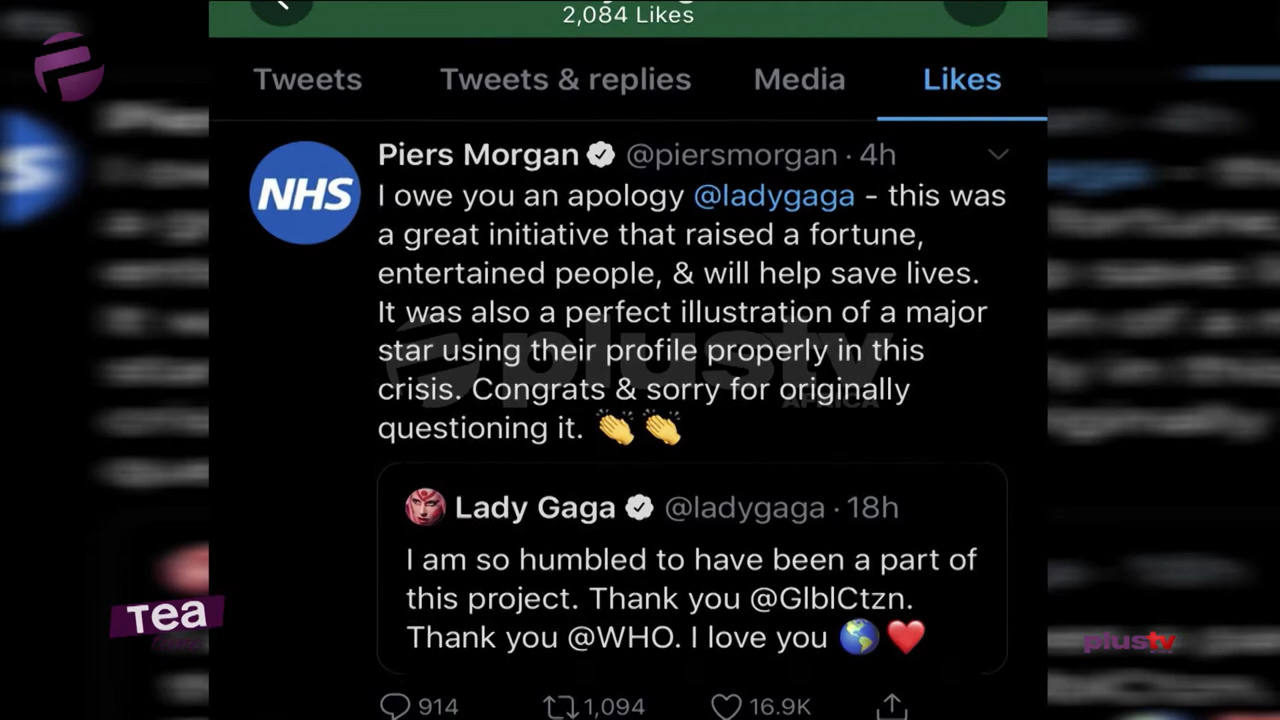 2,084 Likes
Tweets Tweets & replies Media Likes
NHS
Piers Morgan @piersmorgan · 4h
I owe you an apology @ladygaga - this was
a great initiative that raised a fortune,
entertained people, & will help save lives.
It was also a perfect illustration of a major
star using their profile properly in this
crisis. Congrats & sorry for originally
questioning it. 👏 👏
plustv
AFRICA
Lady Gaga @ladygaga · 18h
I am so humbled to have been a part of
this project. Thank you @GlblCtzn.
Thank you @WHO. I love you 🌎 ❤️
914 1,094 16.9K
Tea
plustv